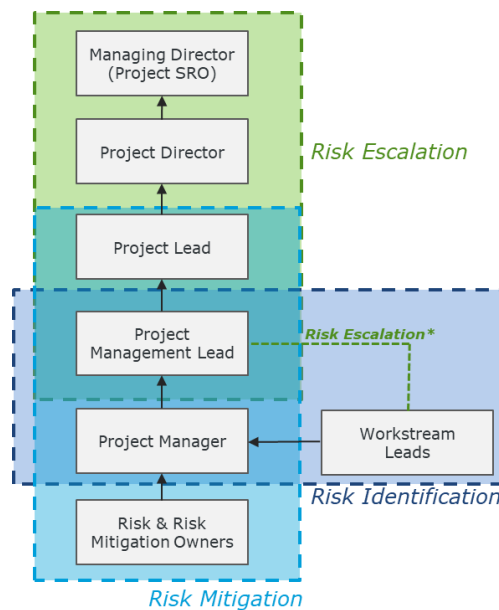 Managing Director
(Project SRO)
Project Director
Risk Escalation
Project Lead
Project
Management Lead
Risk Escalation*
Project Manager
Workstream
Leads
Risk Identification
Risk & Risk
Mitigation Owners
Risk Mitigation